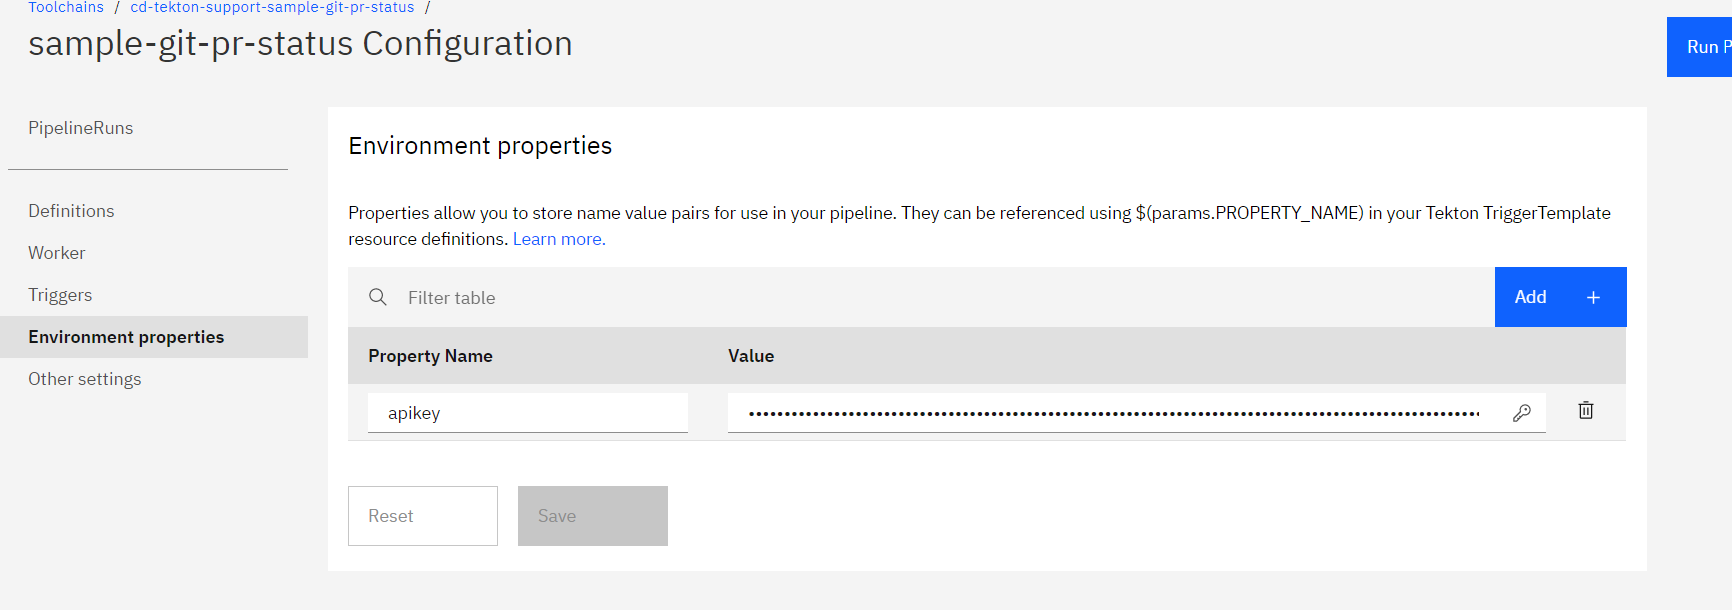 Toolchains / cd-tekton-support-sample-git-pr-status /
sample-git-pr-status Configuration
Run P
PipelineRuns
Definitions
Worker
Triggers
Environment properties
Other settings
Environment properties
Properties allow you to store name value pairs for use in your pipeline. They can be referenced using $(params.PROPERTY_NAME) in your Tekton TriggerTemplate
resource definitions. Learn more.
Filter table
Add +
Property Name Value
apikey
Reset Save